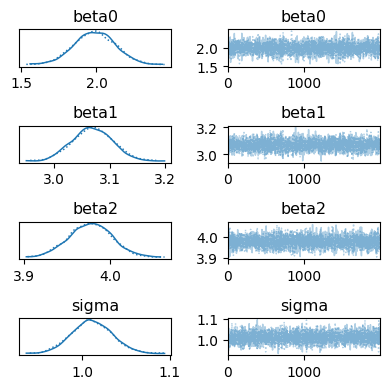 beta0 beta0
2.0
1.5
1.5 2.0 0 1000
beta1 beta1
3.2
3.0
3.0 3.1 3.2 0 1000
beta2 beta2
4.0
3.9
3.9 4.0 0 1000
sigma sigma
1.1
1.0
1.0 1.1 0 1000